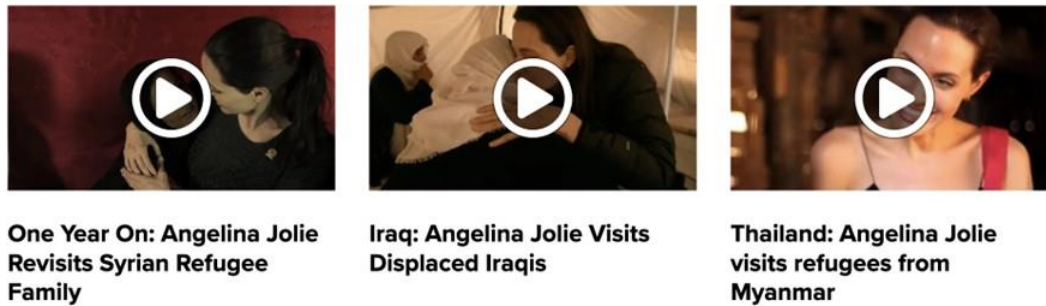 One Year On: Angelina Jolie
Revisits Syrian Refugee
Family
Iraq: Angelina Jolie Visits
Displaced Iraqis
Thailand: Angelina Jolie
visits refugees from
Myanmar